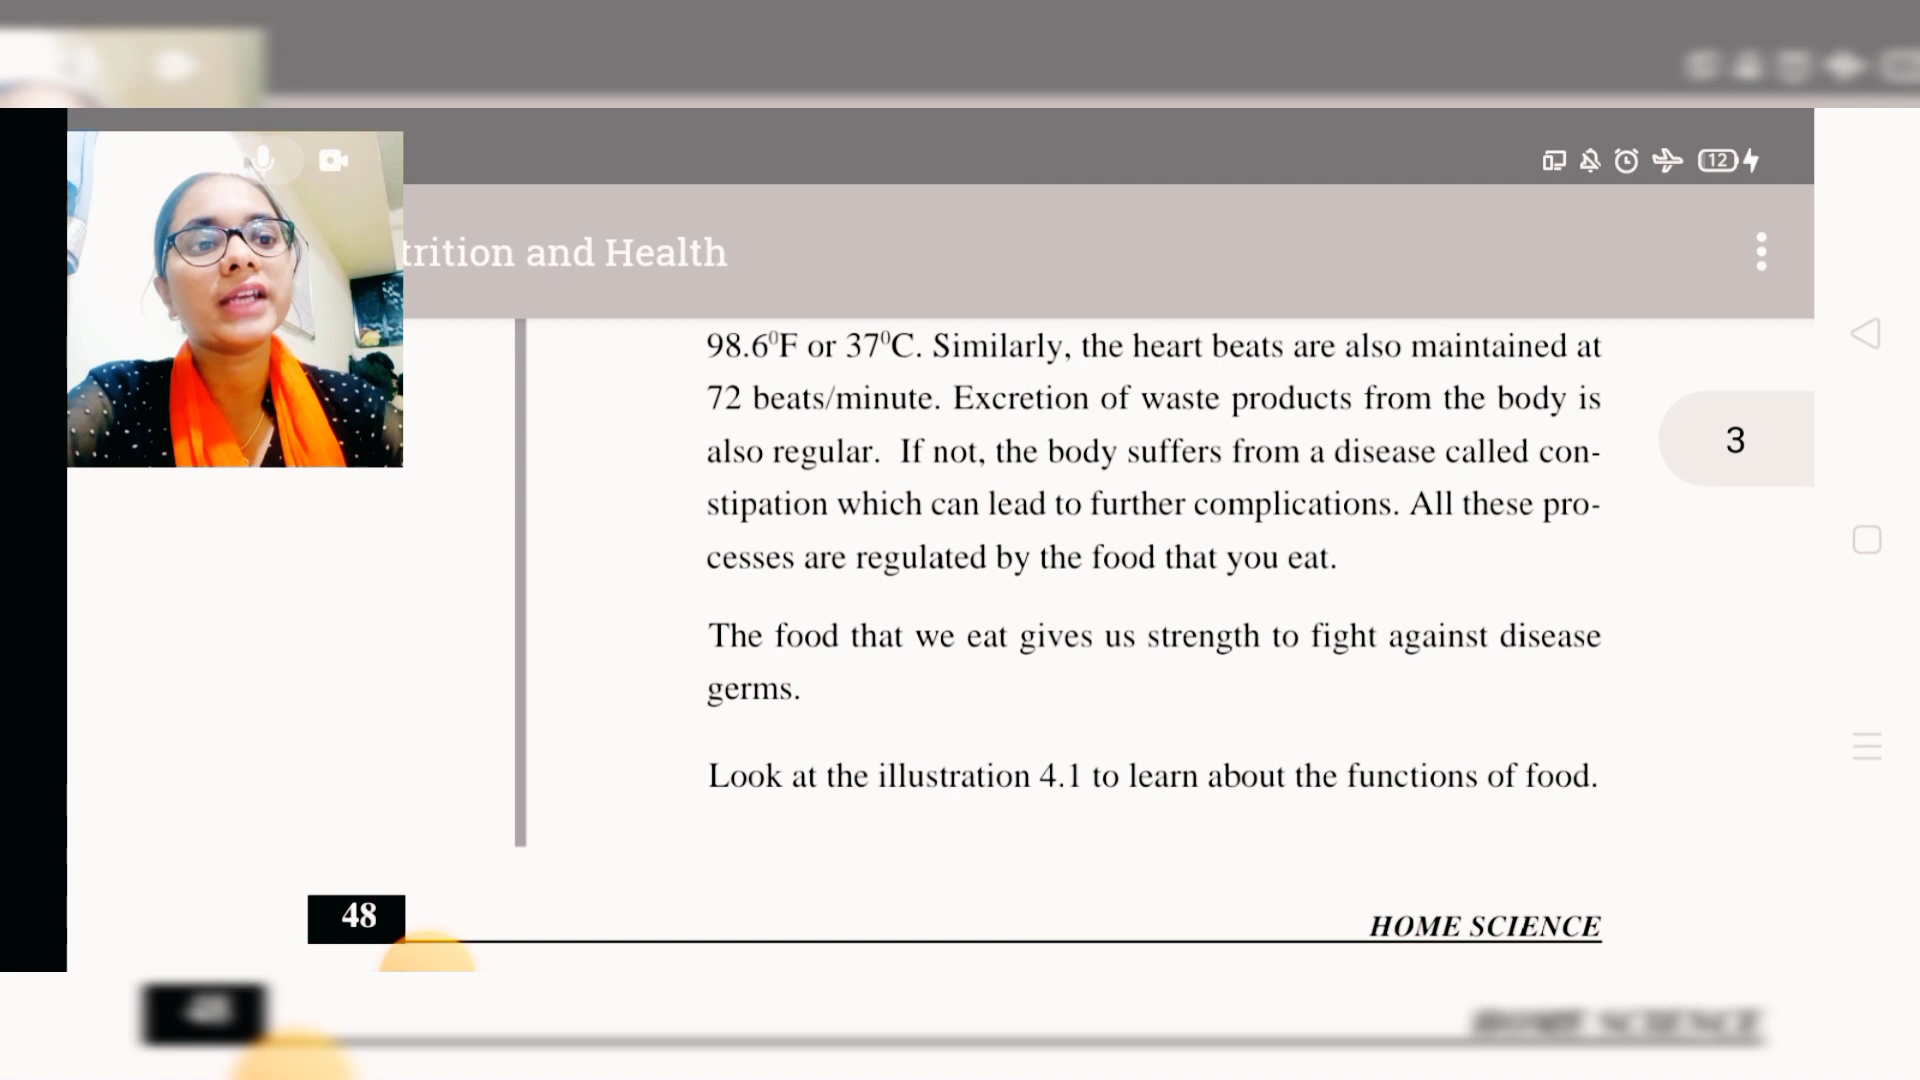 12
trition and Health
98.6⁰F or 37⁰C. Similarly, the heart beats are also maintained at
72 beats/minute. Excretion of waste products from the body is
also regular. If not, the body suffers from a disease called con-
stipation which can lead to further complications. All these pro-
cesses are regulated by the food that you eat.
3
The food that we eat gives us strength to fight against disease
germs.
Look at the illustration 4.1 to learn about the functions of food.
48
HOME SCIENCE
48
HOME SCIENCE